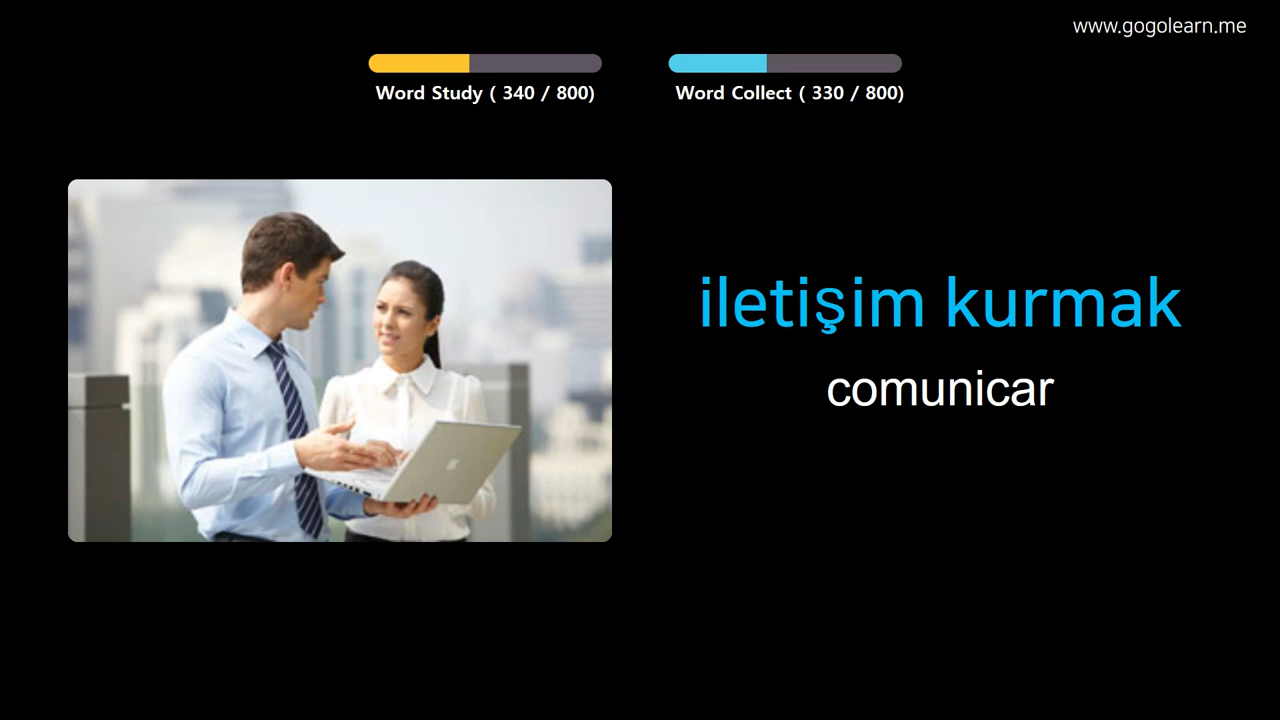 www.gogolearn.me
Word Study ( 340 / 800)
Word Collect ( 330 / 800)
iletişim kurmak
comunicar